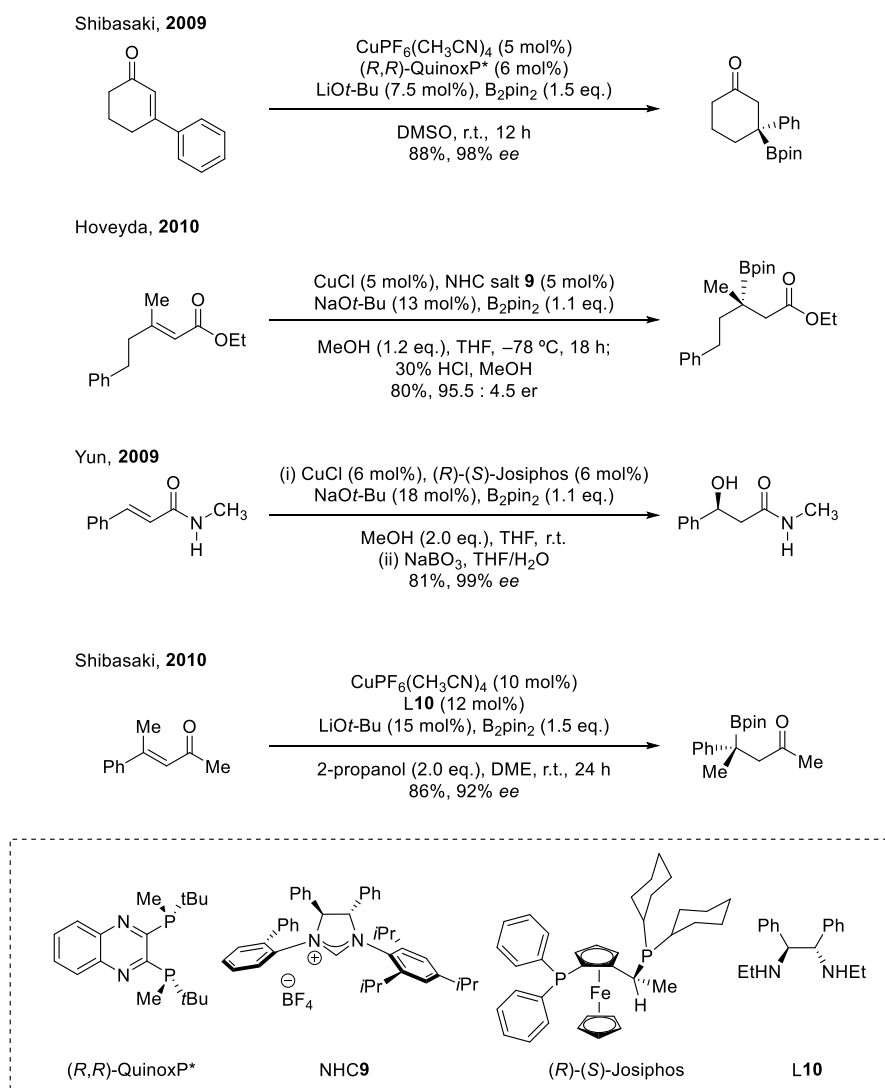 Shibasaki, 2009
CuPF6(CH3CN)4 (5 mol%)
(R,R)-QuinoxP* (6 mol%)
LiOt-Bu (7.5 mol%), B2pin2 (1.5 eq.)
DMSO, r.t., 12 h
88%, 98% ee
O
O
Ph
Bpin
Hoveyda, 2010
CuCl (5 mol%), NHC salt 9 (5 mol%)
NaOt-Bu (13 mol%), B2pin2 (1.1 eq.)
MeOH (1.2 eq.), THF, –78 ºC, 18 h;
30% HCl, MeOH
80%, 95.5 : 4.5 er
Me O
OEt
Ph
Bpin
Me O
OEt
Ph
Yun, 2009
(i) CuCl (6 mol%), (R)-(S)-Josiphos (6 mol%)
NaOt-Bu (18 mol%), B2pin2 (1.1 eq.)
MeOH (2.0 eq.), THF, r.t.
(ii) NaBO3, THF/H2O
81%, 99% ee
O
Ph N CH3
H
OH O
Ph N CH3
H
Shibasaki, 2010
CuPF6(CH3CN)4 (10 mol%)
L10 (12 mol%)
LiOt-Bu (15 mol%), B2pin2 (1.5 eq.)
2-propanol (2.0 eq.), DME, r.t., 24 h
86%, 92% ee
Me O
Ph Me
Bpin O
Ph
Me Me
Me tBu
N P
N P
Me tBu
(R,R)-QuinoxP*
Ph Ph
Ph iPr
N N
⊕
⊖
BF4
iPr iPr
NHC9
P
P Me
Fe H
(R)-(S)-Josiphos
Ph Ph
EtHN HNEt
L10